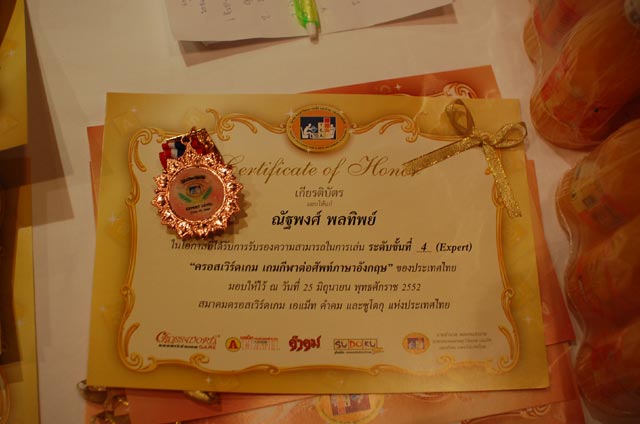 Certificate of Honor
เกียรติบัตร
มอบให้แก่
ณัฐพงศ์ พลทิพย์
ในโอกาสที่ได้รับการรับรองความสามารถในการเล่น ระดับชั้นที่ 4 (Expert)
“ครอสเวิร์ดเกม เกมกีฬาต่อศัพท์ภาษาอังกฤษ” ของประเทศไทย
มอบให้ไว้ ณ วันที่ 25 มิถุนายน พุทธศักราช 2552
สมาคมครอสเวิร์ดเกม เอแม็ท คำคม และซูโดกุ แห่งประเทศไทย
CROSSWORD คำคม SUDOKU